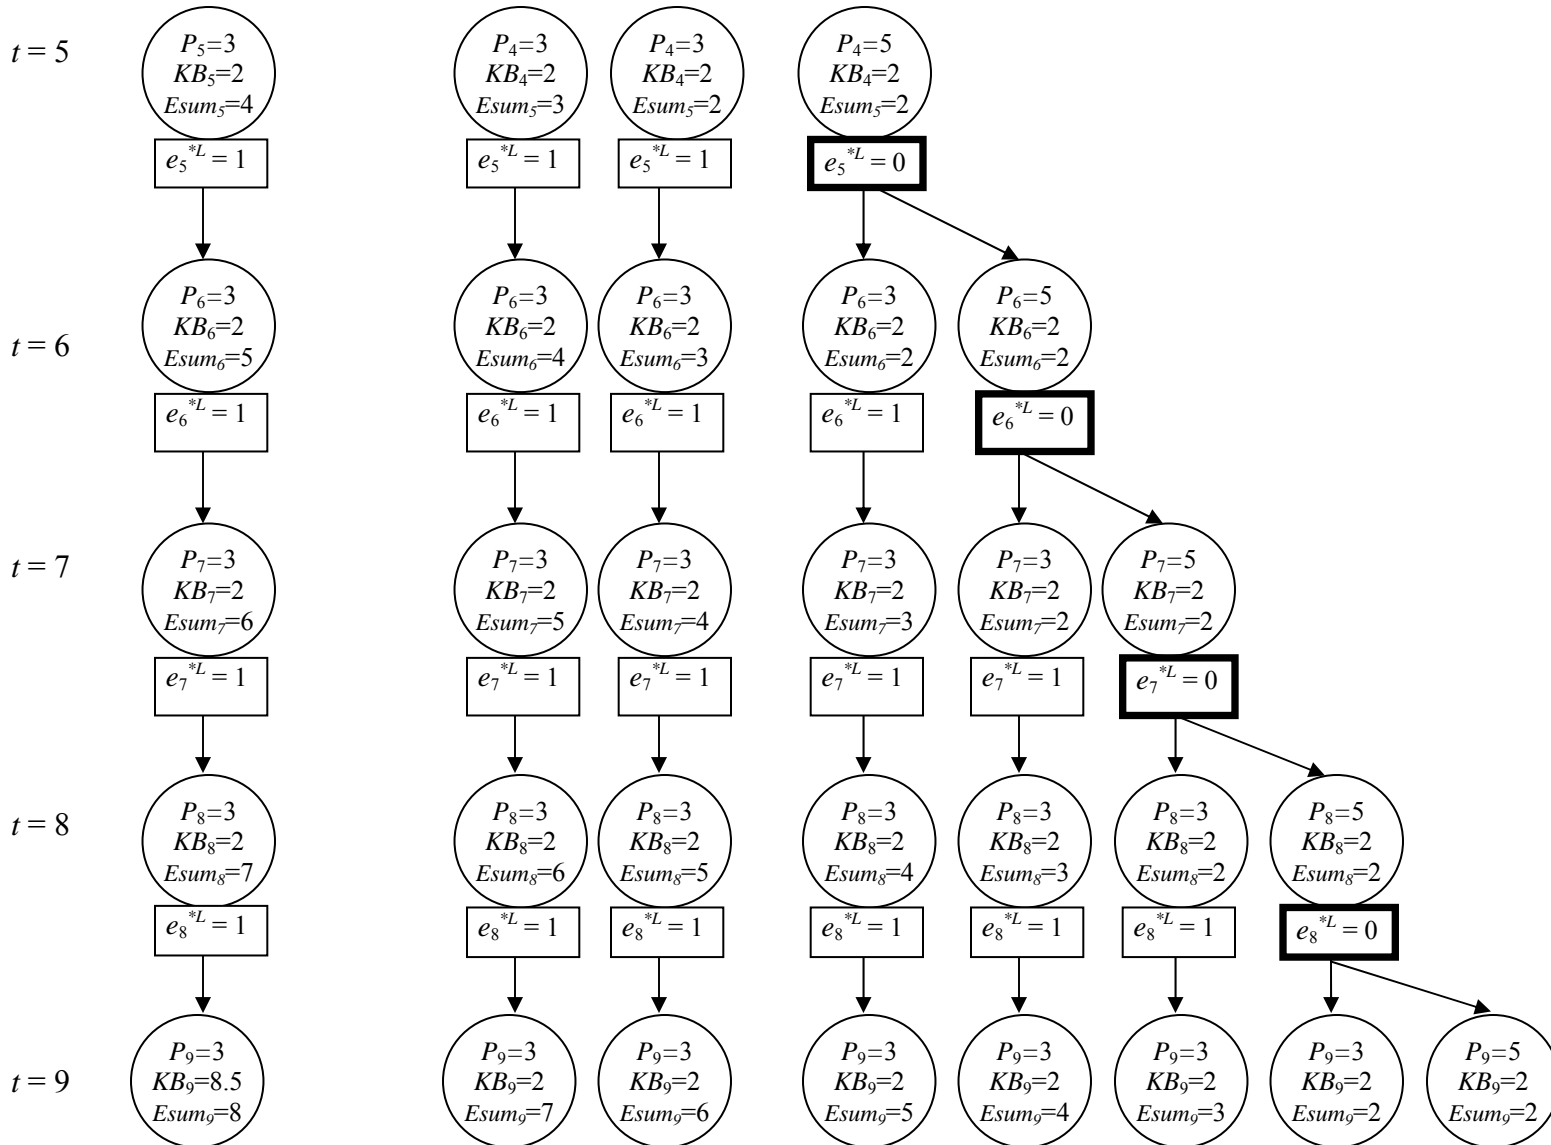 t = 5
P5=3
KB5=2
Esum5=4
P4=3
KB4=2
Esum5=3
P4=3
KB4=2
Esum5=2
P4=5
KB4=2
Esum5=2
e5*L = 1
e5*L = 1
e5*L = 1
e5*L = 0
t = 6
P6=3
KB6=2
Esum6=5
P6=3
KB6=2
Esum6=4
P6=3
KB6=2
Esum6=3
P6=3
KB6=2
Esum6=2
P6=5
KB6=2
Esum6=2
e6*L = 1
e6*L = 1
e6*L = 1
e6*L = 1
e6*L = 0
t = 7
P7=3
KB7=2
Esum7=6
P7=3
KB7=2
Esum7=5
P7=3
KB7=2
Esum7=4
P7=3
KB7=2
Esum7=3
P7=3
KB7=2
Esum7=2
P7=5
KB7=2
Esum7=2
e7*L = 1
e7*L = 1
e7*L = 1
e7*L = 1
e7*L = 1
e7*L = 0
t = 8
P8=3
KB8=2
Esum8=7
P8=3
KB8=2
Esum8=6
P8=3
KB8=2
Esum8=5
P8=3
KB8=2
Esum8=4
P8=3
KB8=2
Esum8=3
P8=3
KB8=2
Esum8=2
P8=5
KB8=2
Esum8=2
e8*L = 1
e8*L = 1
e8*L = 1
e8*L = 1
e8*L = 1
e8*L = 1
e8*L = 0
t = 9
P9=3
KB9=8.5
Esum9=8
P9=3
KB9=2
Esum9=7
P9=3
KB9=2
Esum9=6
P9=3
KB9=2
Esum9=5
P9=3
KB9=2
Esum9=4
P9=3
KB9=2
Esum9=3
P9=3
KB9=2
Esum9=2
P9=5
KB9=2
Esum9=2